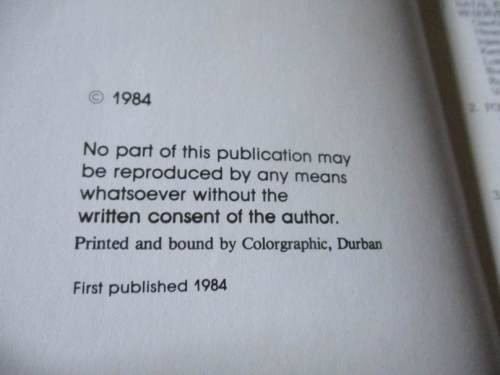 © 1984
No part of this publication may
be reproduced by any means
whatsoever without the
written consent of the author.
Printed and bound by Colorgraphic, Durban
First published 1984